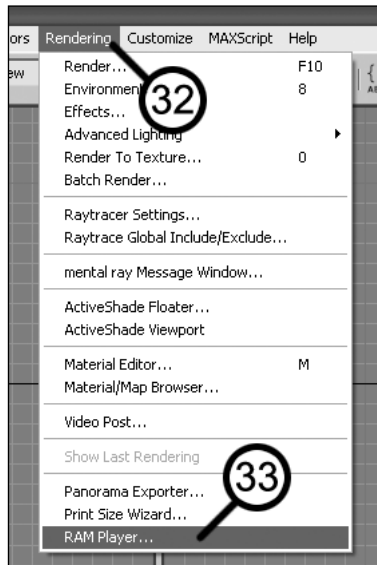 ors Rendering Customize MAXScript Help
ew
Render... F10
Environmen 8
32
Effects...
Advanced Lighting
Render To Texture... 0
Batch Render...
Raytracer Settings...
Raytrace Global Include/Exclude...
mental ray Message Window...
ActiveShade Floater...
ActiveShade Viewport
Material Editor... M
Material/Map Browser...
Video Post...
Show Last Rendering
33
Panorama Exporter...
Print Size Wizard...
RAM Player...